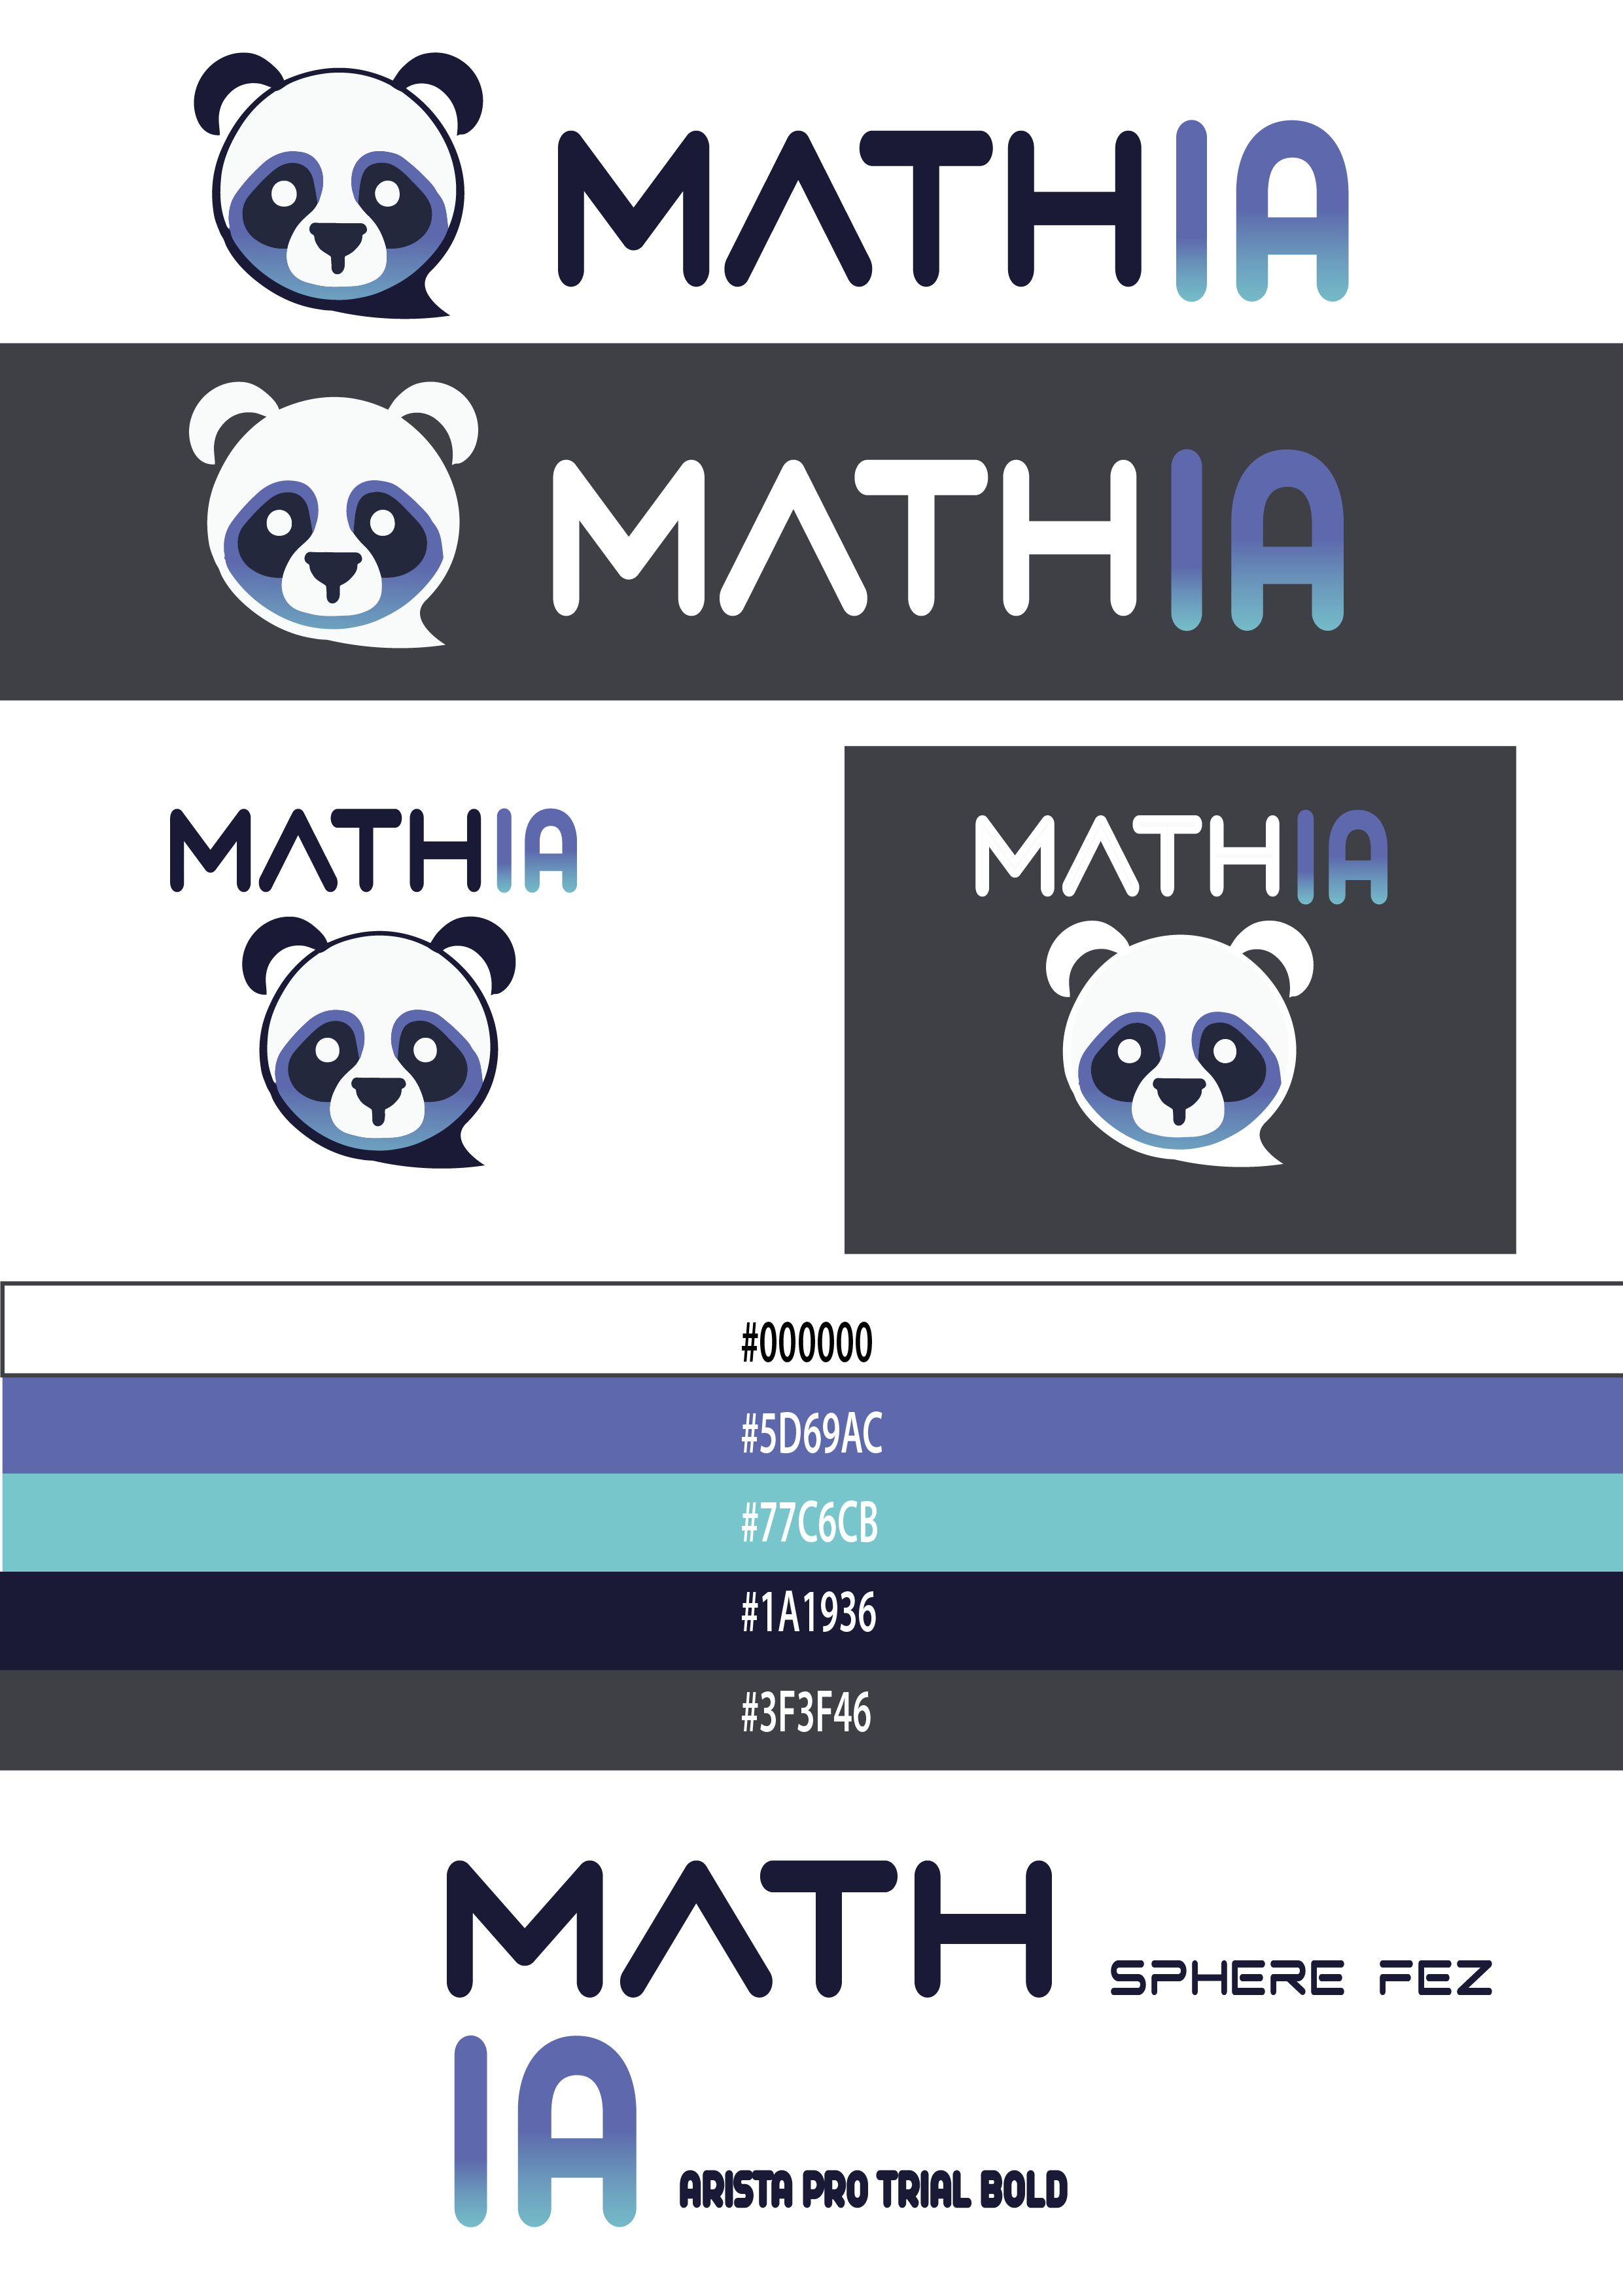 MATHIA
MATHIA
MATHIA
MATHIA
#000000
#5D69AC
#77C6CB
#1A1936
#3F3F46
MATH
SPHERE FEZ
IA
ARISTA PRO TRIAL BOLD